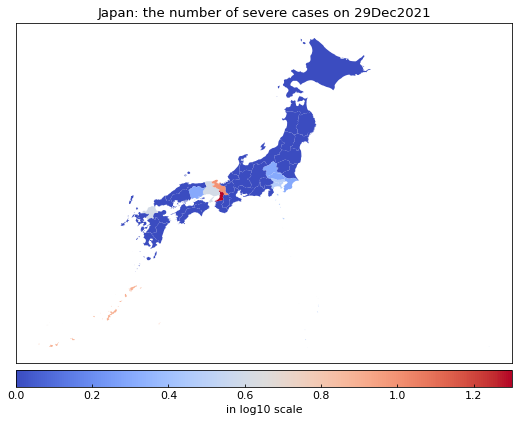 Japan: the number of severe cases on 29Dec2021
0.0 0.2 0.4 0.6 0.8 1.0 1.2
in log10 scale